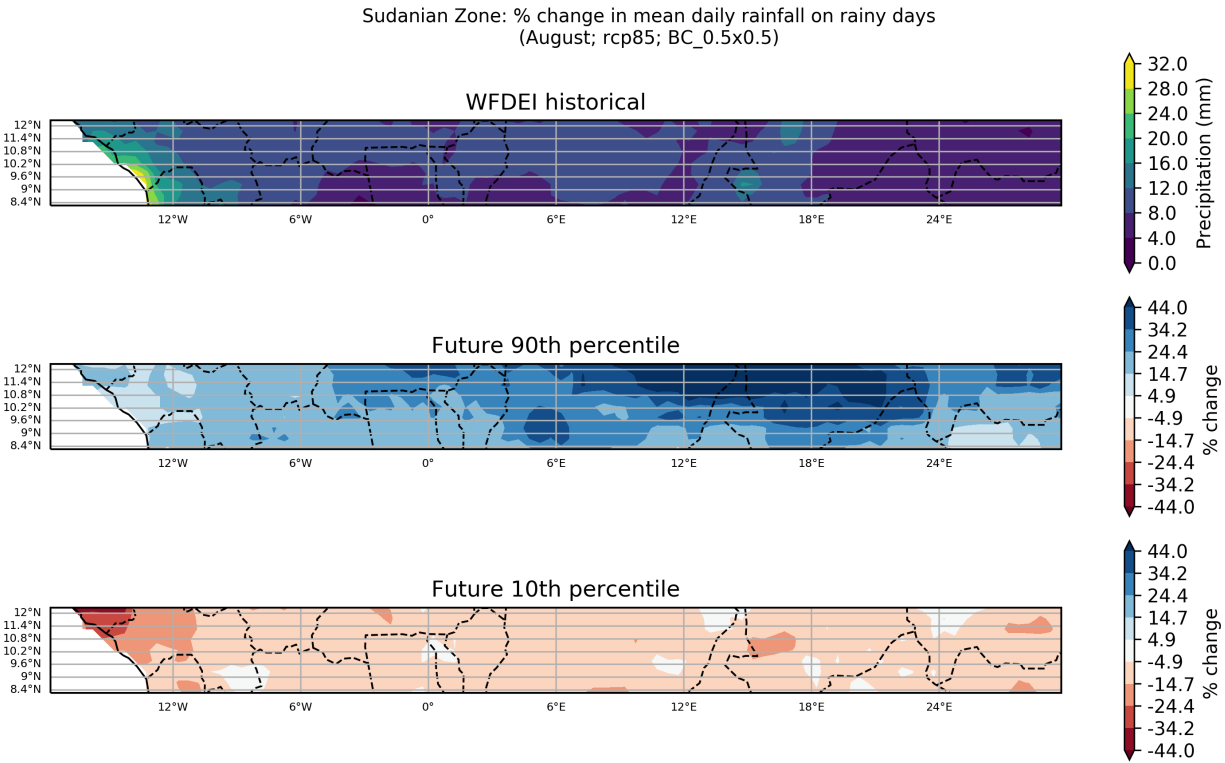 Sudanian Zone: % change in mean daily rainfall on rainy days
(August; rcp85; BC_0.5x0.5)
WFDEI historical
12°N
11.4°N
10.8°N
10.2°N
9.6°N
9°N
8.4°N
12°W 6°W 0° 6°E 12°E 18°E 24°E
32.0
28.0
24.0
20.0
16.0
12.0
8.0
4.0
0.0
Precipitation (mm)
Future 90th percentile
12°N
11.4°N
10.8°N
10.2°N
9.6°N
9°N
8.4°N
12°W 6°W 0° 6°E 12°E 18°E 24°E
44.0
34.2
24.4
14.7
4.9
-4.9
-14.7
-24.4
-34.2
-44.0
% change
Future 10th percentile
12°N
11.4°N
10.8°N
10.2°N
9.6°N
9°N
8.4°N
12°W 6°W 0° 6°E 12°E 18°E 24°E
44.0
34.2
24.4
14.7
4.9
-4.9
-14.7
-24.4
-34.2
-44.0
% change